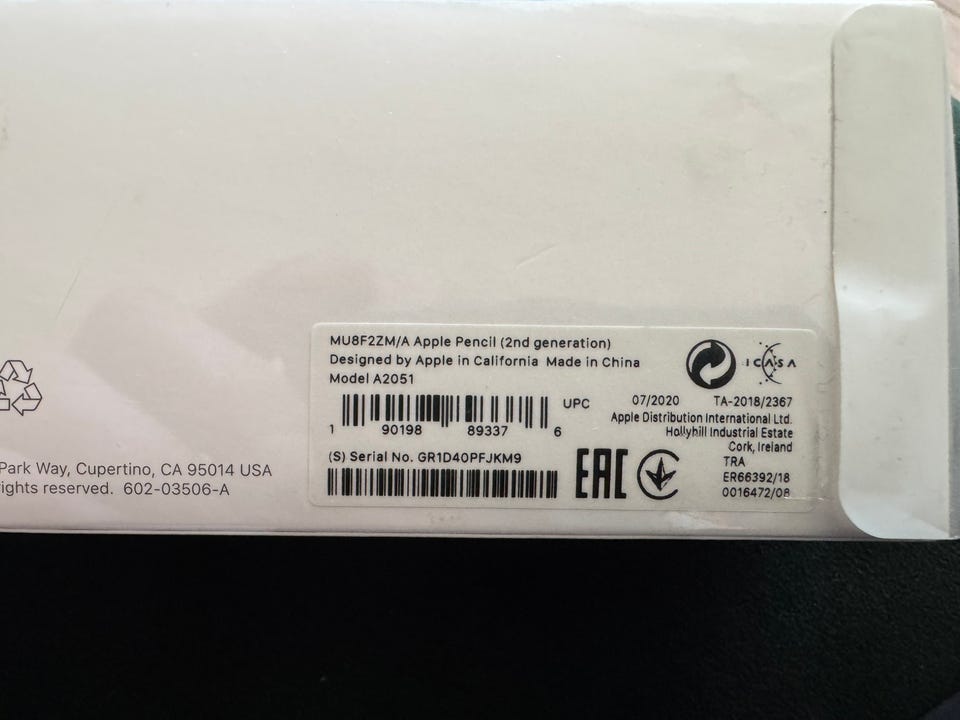 MU8F2ZM/A Apple Pencil (2nd generation)
Designed by Apple in California Made in China
Model A2051
ICASA
UPC
07/2020 TA-2018/2367
1 90198 89337 6
Apple Distribution International Ltd.
Hollyhill Industrial Estate
Cork, Ireland
(S) Serial No. GR1D40PFJKM9
EAC
TRA
ER66392/18
0016472/08
Park Way, Cupertino, CA 95014 USA
ights reserved. 602-03506-A